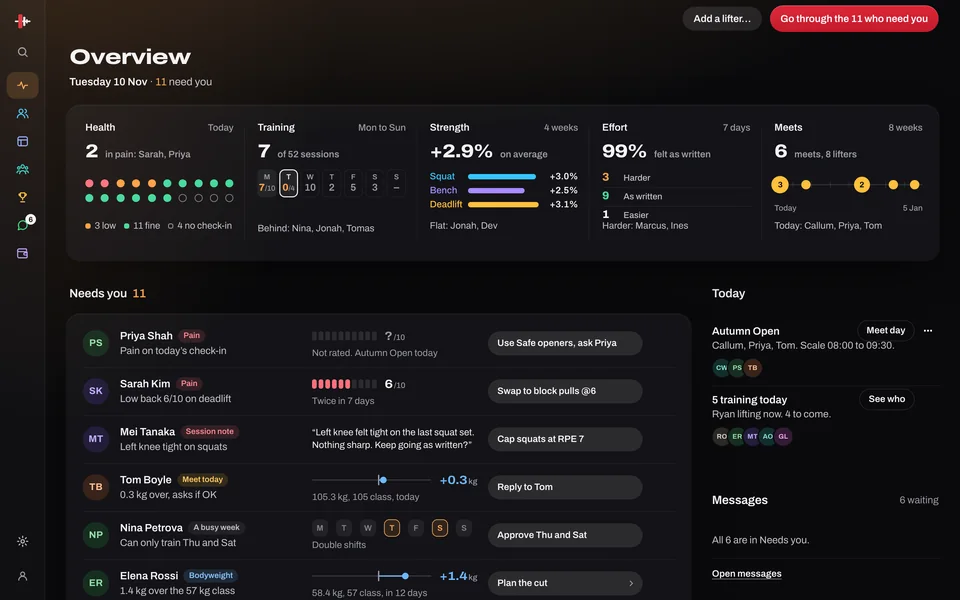 Add a lifter...
Go through the 11 who need you
Overview
Tuesday 10 Nov · 11 need you
Health Today
2 in pain: Sarah, Priya
3 low 11 fine 4 no check-in
Training Mon to Sun
7 of 52 sessions
M T W T F S S
7/10 0/4 10 2 5 3 –
Behind: Nina, Jonah, Tomas
Strength 4 weeks
+2.9% on average
Squat +3.0%
Bench +2.5%
Deadlift +3.1%
Flat: Jonah, Dev
Effort 7 days
99% felt as written
3 Harder
9 As written
1 Easier
Harder: Marcus, Ines
Meets 8 weeks
6 meets, 8 lifters
3 2
Today 5 Jan
Today: Callum, Priya, Tom
6
Needs you 11
PS
Priya Shah Pain
Pain on today's check-in
? /10
Not rated. Autumn Open today
Use Safe openers, ask Priya
SK
Sarah Kim Pain
Low back 6/10 on deadlift
6 /10
Twice in 7 days
Swap to block pulls @6
MT
Mei Tanaka Session note
Left knee tight on squats
“Left knee felt tight on the last squat set.
Nothing sharp. Keep going as written?”
Cap squats at RPE 7
TB
Tom Boyle Meet today
0.3 kg over, asks if OK
+0.3 kg
105.3 kg, 105 class, today
Reply to Tom
NP
Nina Petrova A busy week
Can only train Thu and Sat
M T W T F S S
Double shifts
Approve Thu and Sat
ER
Elena Rossi Bodyweight
1.4 kg over the 57 kg class
+1.4 kg
58.4 kg, 57 class, in 12 days
Plan the cut
Today
Autumn Open Meet day ...
Callum, Priya, Tom. Scale 08:00 to 09:30.
CW PS TB
5 training today See who
Ryan lifting now. 4 to come.
RO ER MT AO GL
Messages 6 waiting
All 6 are in Needs you.
Open messages